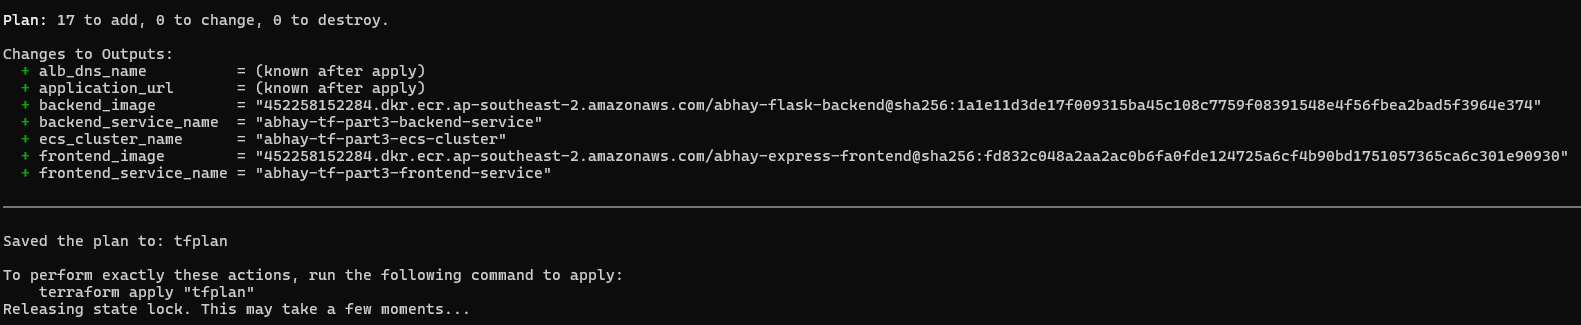 Plan: 17 to add, 0 to change, 0 to destroy.
Changes to Outputs:
+ alb_dns_name = (known after apply)
+ application_url = (known after apply)
+ backend_image = "452258152284.dkr.ecr.ap-southeast-2.amazonaws.com/abhay-flask-backend@sha256:1a1e11d3de17f009315ba45c108c7759f08391548e4f56fbea2bad5f3964e374"
+ backend_service_name = "abhay-tf-part3-backend-service"
+ ecs_cluster_name = "abhay-tf-part3-ecs-cluster"
+ frontend_image = "452258152284.dkr.ecr.ap-southeast-2.amazonaws.com/abhay-express-frontend@sha256:fd832c048a2aa2ac0b6fa0fde124725a6cf4b90bd1751057365ca6c301e90930"
+ frontend_service_name = "abhay-tf-part3-frontend-service"
Saved the plan to: tfplan
To perform exactly these actions, run the following command to apply:
terraform apply "tfplan"
Releasing state lock. This may take a few moments...